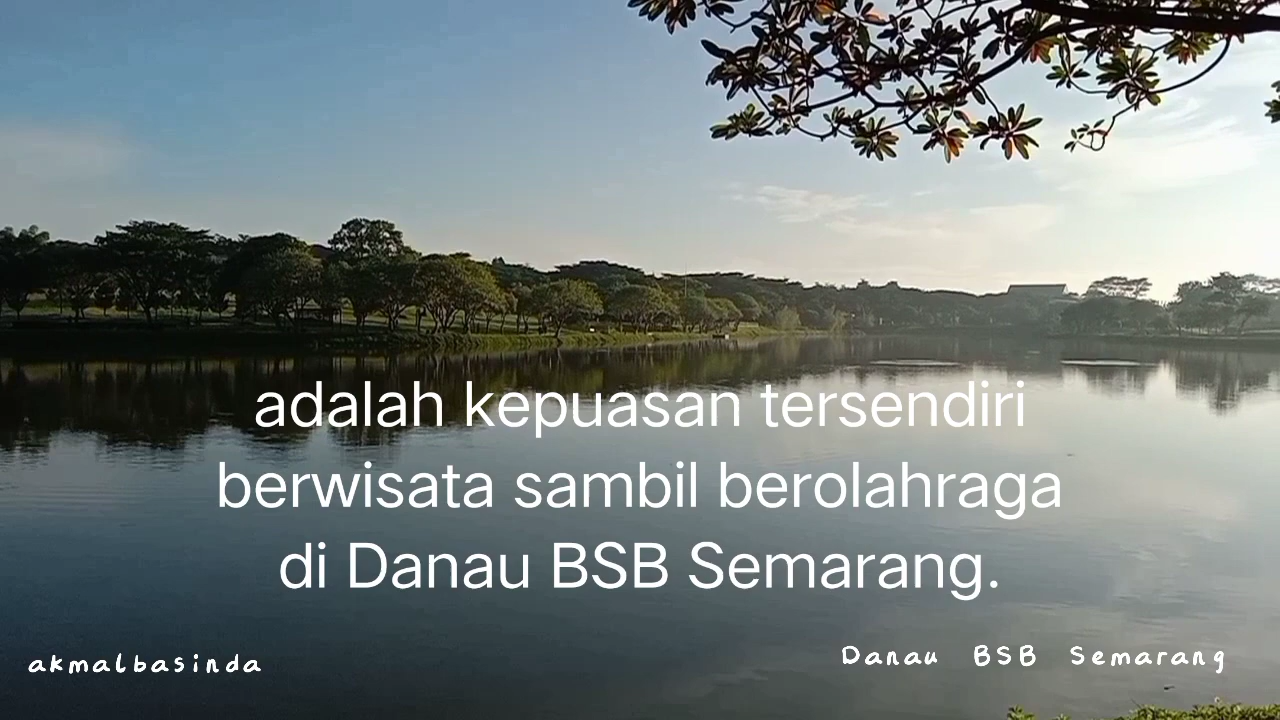 adalah kepuasan tersendiri
berwisata sambil berolahraga
di Danau BSB Semarang.
akmalbasinda
Danau BSB Semarang